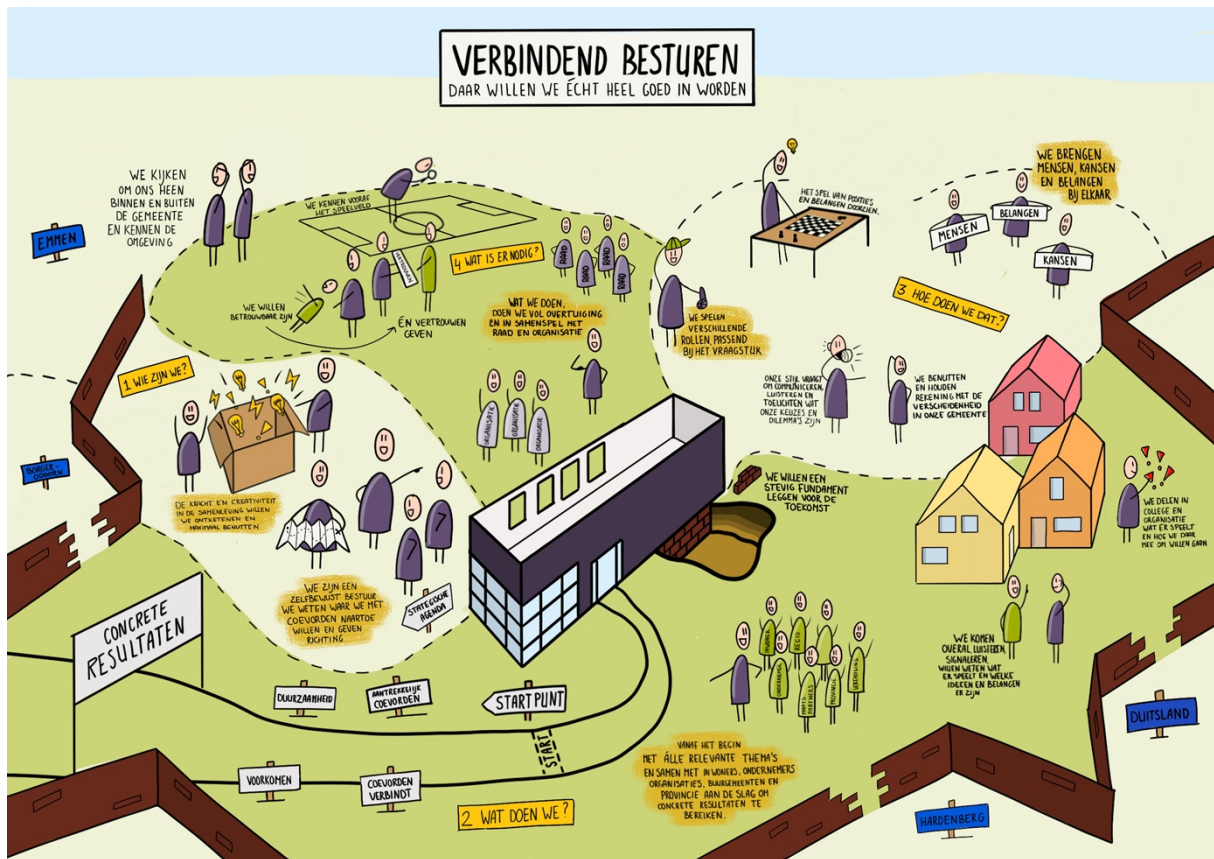 VERBINDEND BESTUREN
DAAR WILLEN WE ÉCHT HEEL GOED IN WORDEN
WE KIJKEN
OM ONS HEEN
BINNEN EN BUITEN
DE GEMEENTE
EN KENNEN DE
OMGEVING
EMMEN
WE KENNEN VOORAF
HET SPEELVELD
4 WAT IS ER NODIG?
VERTROUWEN
WE WILLEN
BETROUWBAAR ZIJN
ÉN VERTROUWEN
GEVEN
RAAD
RAAD
RAAD
RAAD
WAT WE DOEN,
DOEN WE VOL OVERTUIGING
EN IN SAMENSPEL MET
RAAD EN ORGANISATIE
HET SPEL VAN POSITIES
EN BELANGEN DOORZIEN.
WE BRENGEN
MENSEN, KANSEN
EN BELANGEN
BIJ ELKAAR
MENSEN
BELANGEN
KANSEN
3 HOE DOEN WE DAT?
WE SPELEN
VERSCHILLENDE
ROLLEN, PASSEND
BIJ HET VRAAGSTUK
ONZE STIJL VRAAGT
OM COMMUNICEREN,
LUISTEREN EN
TOELICHTEN WAT
ONZE KEUZES EN
DILEMMA'S ZIJN
WE BENUTTEN
EN HOUDEN
REKENING MET DE
VERSCHEIDENHEID
IN ONZE GEMEENTE
1 WIE ZIJN WE?
BORGER-
ODOORN
DE KRACHT EN CREATIVITEIT
IN DE SAMENLEVING WILLEN
WE ONTKETENEN EN
MAXIMAAL BENUTTEN
ORGANISATIE
ORGANISATIE
ORGANISATIE
WE WILLEN EEN
STEVIG FUNDAMENT
LEGGEN VOOR DE
TOEKOMST
WE DELEN IN
COLLEGE EN
ORGANISATIE
WAT ER SPEELT
EN HOE WE DAAR
MEE OM WILLEN GAAN
WE ZIJN EEN
ZELFBEWUST BESTUUR
WE WETEN WAAR WE MET
COEVORDEN NAARTOE
WILLEN EN GEVEN
RICHTING
STRATEGISCHE
AGENDA
CONCRETE
RESULTATEN
DUURZAAMHEID
AANTREKKELIJK
COEVORDEN
STARTPUNT
START
VOORKOMEN
COEVORDEN
VERBINDT
2 WAT DOEN WE?
INWONER
REGIO
ONDERNEMER
PROVINCIE
VERENIGING
VANAF HET BEGIN
MET ÁLLE RELEVANTE THEMA'S
EN SAMEN MET INWONERS, ONDERNEMERS
ORGANISATIES, BUURGEMEENTEN EN
PROVINCIE AAN DE SLAG OM
CONCRETE RESULTATEN TE
BEREIKEN.
WE KOMEN
OVERAL, LUISTEREN,
SIGNALEREN,
WILLEN WETEN WAT
ER SPEELT EN WELKE
IDEEËN EN BELANGEN
ER ZIJN
DUITSLAND
HARDENBERG